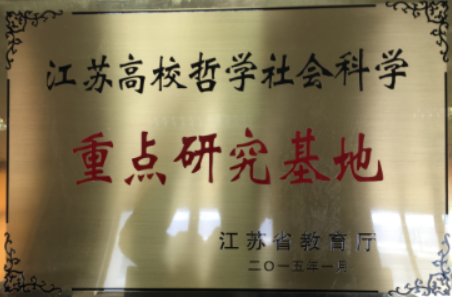 江苏高校哲学社会科学
重点研究基地
江苏省教育厅
二〇一五年一月